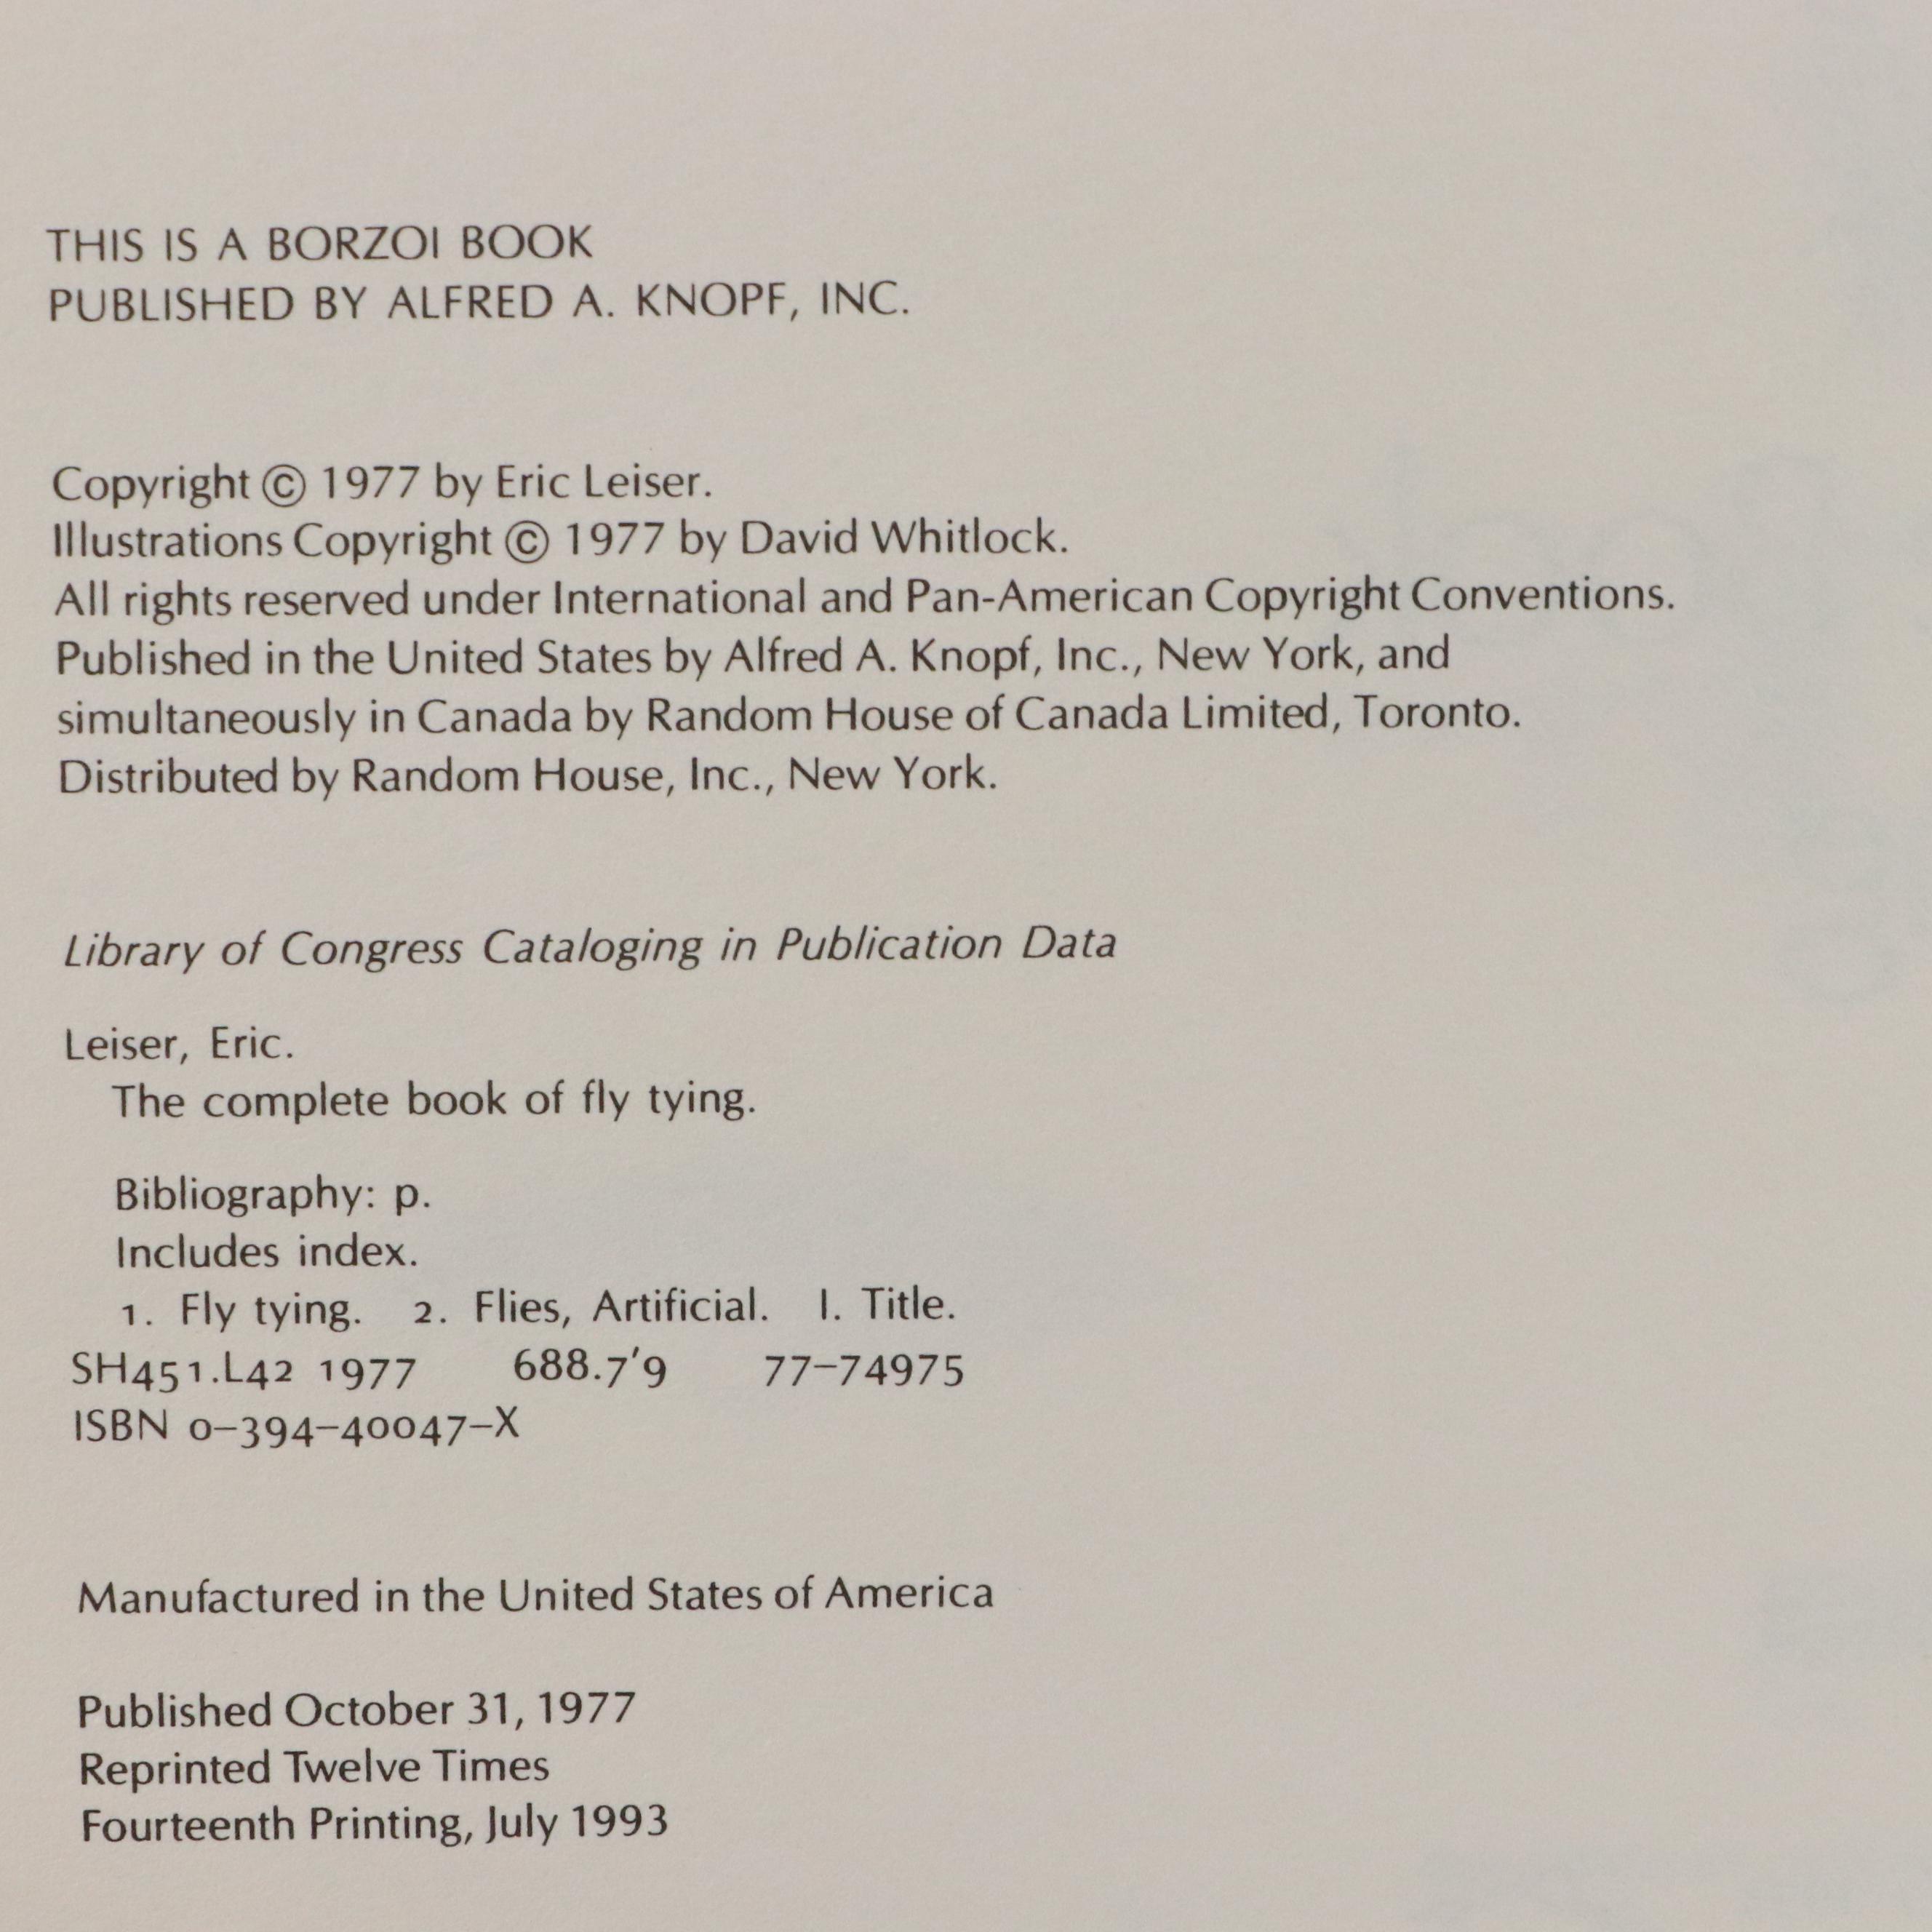 THIS IS A BORZOI BOOK
PUBLISHED BY ALFRED A. KNOPF, INC.
Copyright © 1977 by Eric Leiser.
Illustrations Copyright © 1977 by David Whitlock.
All rights reserved under International and Pan-American Copyright Conventions.
Published in the United States by Alfred A. Knopf, Inc., New York, and
simultaneously in Canada by Random House of Canada Limited, Toronto.
Distributed by Random House, Inc., New York.
Library of Congress Cataloging in Publication Data
Leiser, Eric.
The complete book of fly tying.
Bibliography: p.
Includes index.
1. Fly tying. 2. Flies, Artificial. I. Title.
SH451.L42 1977 688.7′9 77–74975
ISBN 0–394–40047–X
Manufactured in the United States of America
Published October 31, 1977
Reprinted Twelve Times
Fourteenth Printing, July 1993